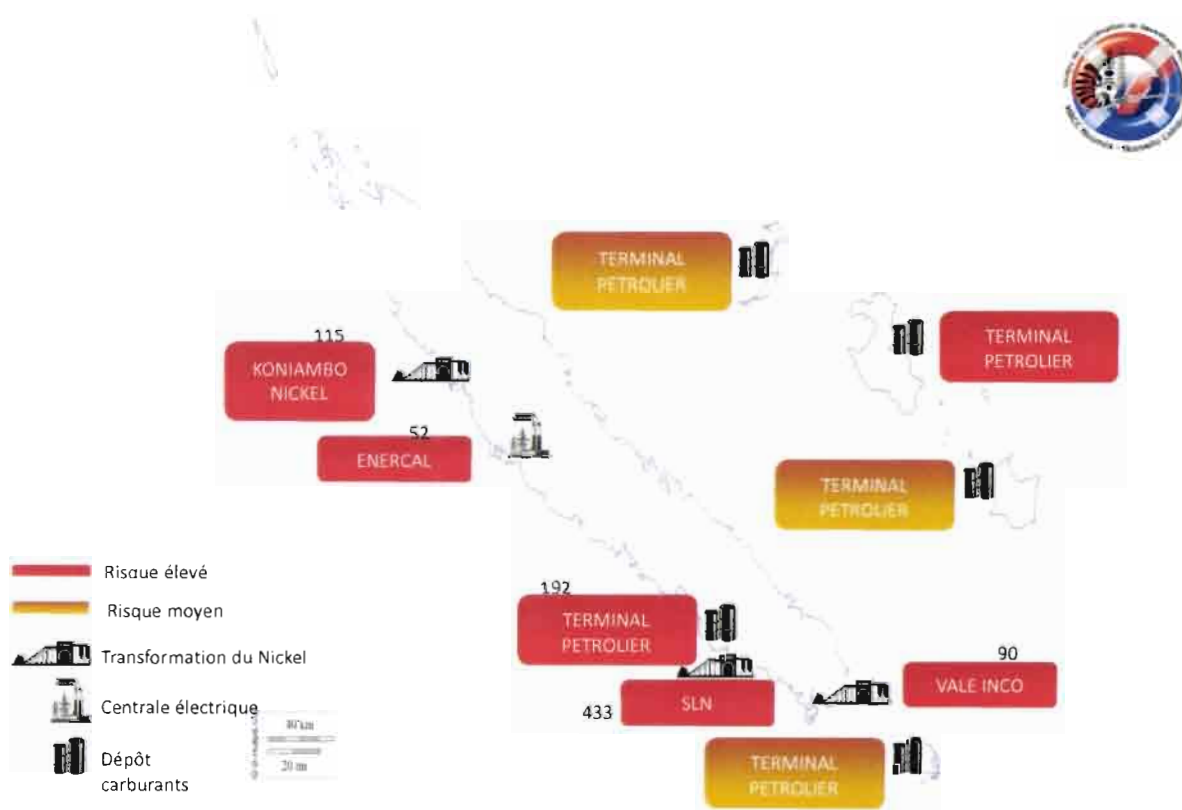 TERMINAL
PETROLIER
115
KONIAMBO
NICKEL
TERMINAL
PETROLIER
52
ENERCAL
TERMINAL
PETROLIER
Risque élevé
Risque moyen
Transformation du Nickel
Centrale électrique
Dépôt
carburants
192
TERMINAL
PETROLIER
433
SLN
90
VALE INCO
TERMINAL
PETROLIER